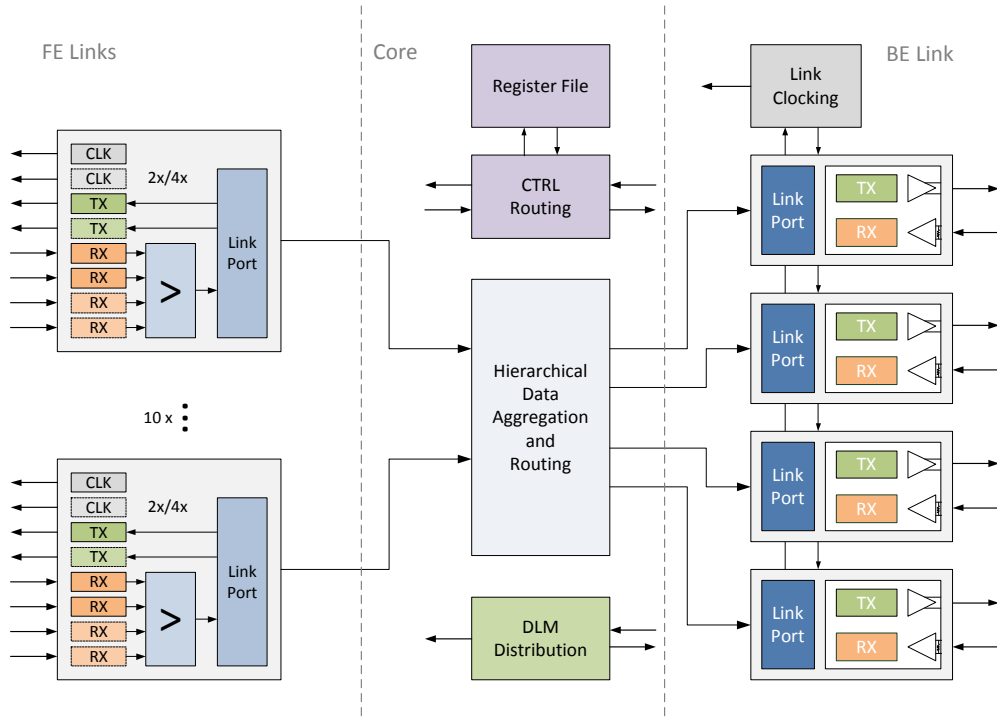 FE Links
Core
BE Link
Register File
Link
Clocking
CTRL
Routing
CLK
CLK
2x/4x
TX
TX
RX
RX
RX
RX
>
Link
Port
10 x
CLK
CLK
2x/4x
TX
TX
RX
RX
RX
RX
>
Link
Port
Hierarchical
Data
Aggregation
and
Routing
DLM
Distribution
Link
Port
TX
RX
Link
Port
TX
RX
Link
Port
TX
RX
Link
Port
TX
RX